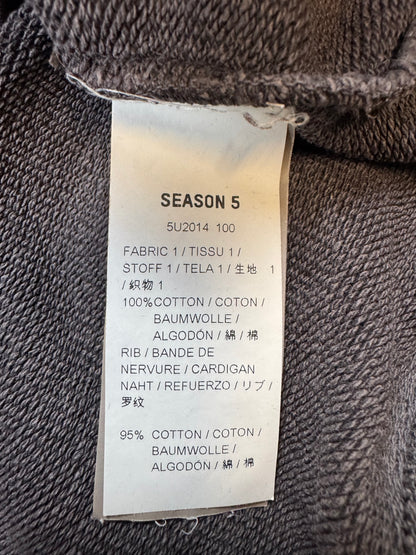 SEASON 5
5U2014 100
FABRIC 1 / TISSU 1 /
STOFF 1 / TELA 1 / 生地 1
/ 織物 1
100%COTTON / COTON /
BAUMWOLLE /
ALGODÓN / 綿 / 棉
RIB / BANDE DE
NERVURE / CARDIGAN
NAHT / REFUERZO / リブ /
罗纹
95% COTTON / COTON /
BAUMWOLLE /
ALGODÓN / 綿 / 棉